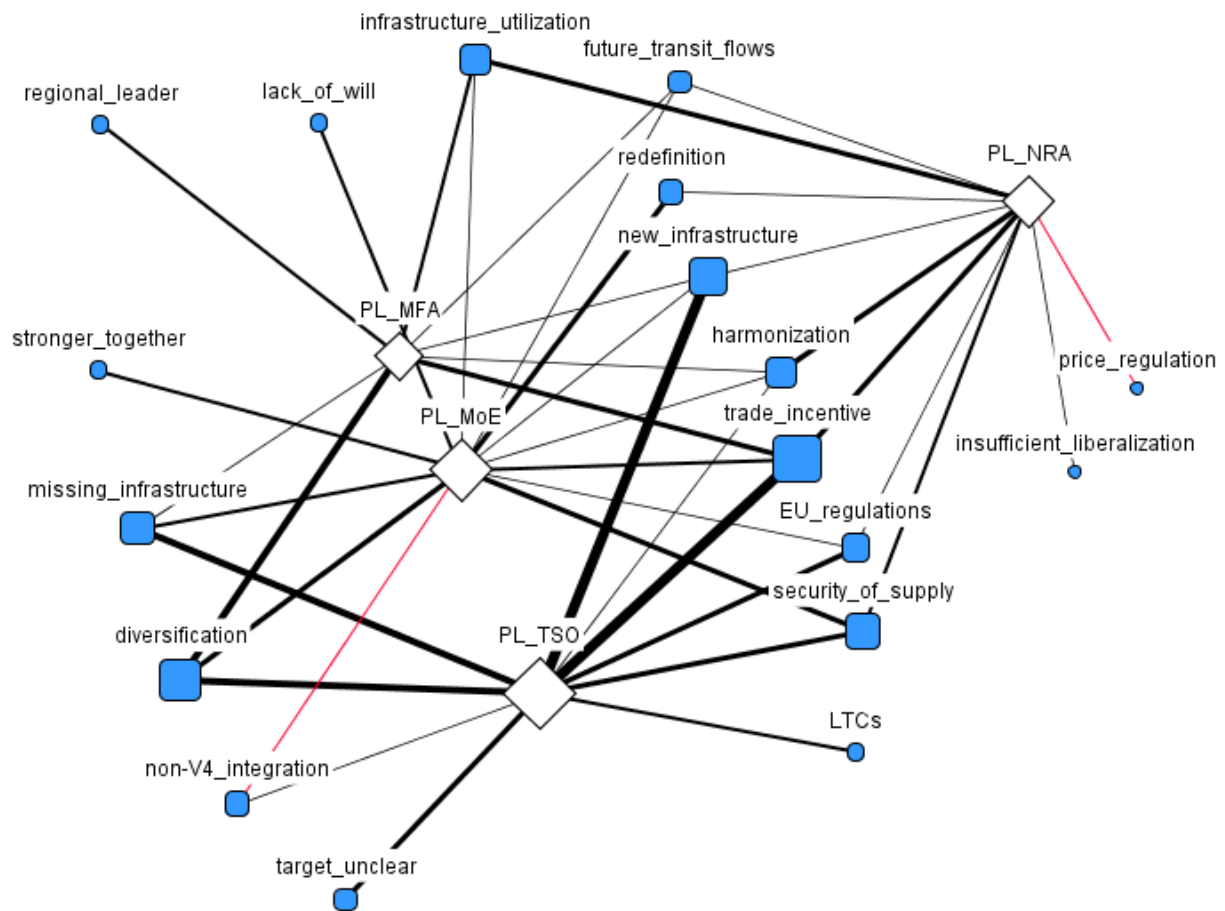 infrastructure_utilization
future_transit_flows
regional_leader
lack_of_will
redefinition
PL_NRA
new_infrastructure
PL_MFA
stronger_together
harmonization
price_regulation
PL_MoE
trade_incentive
insufficient_liberalization
missing_infrastructure
EU_regulations
security_of_supply
diversification
PL_TSO
LTCs
non-V4_integration
target_unclear